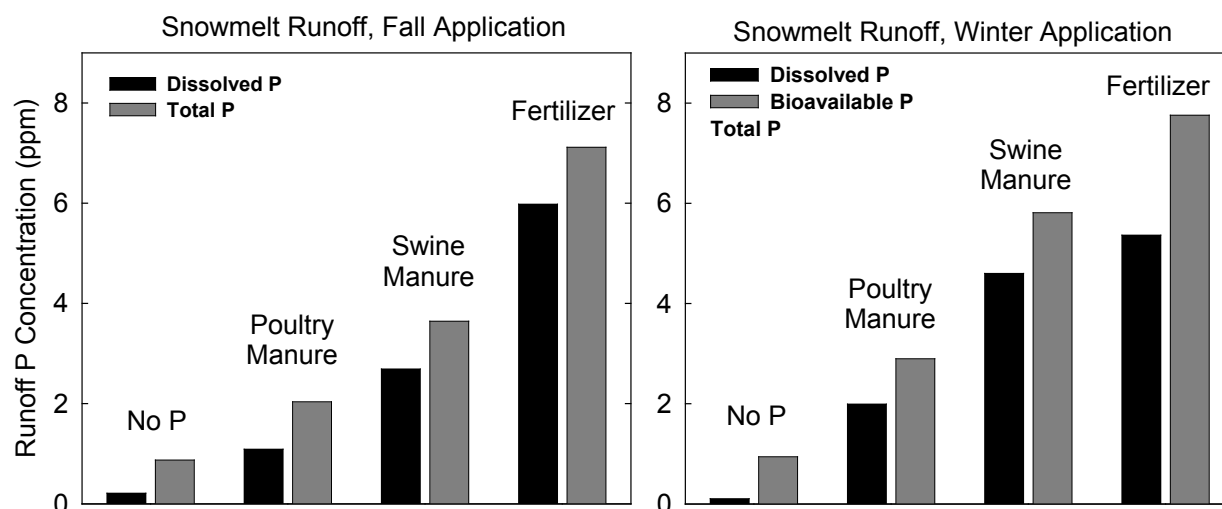 Snowmelt Runoff, Fall Application
Runoff P Concentration (ppm)
8
6
4
2
0
Dissolved P
Total P
No P
Poultry
Manure
Swine
Manure
Fertilizer
Snowmelt Runoff, Winter Application
8
6
4
2
0
Dissolved P
Bioavailable P
Total P
No P
Poultry
Manure
Swine
Manure
Fertilizer